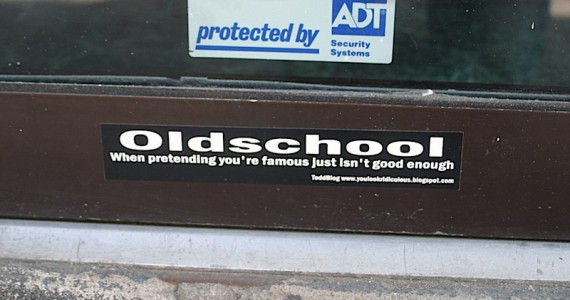 protected by
ADT
Security
Systems
Oldschool
When pretending you're famous just isn't good enough
ToddBlog www.youlookridiculous.blogspot.com